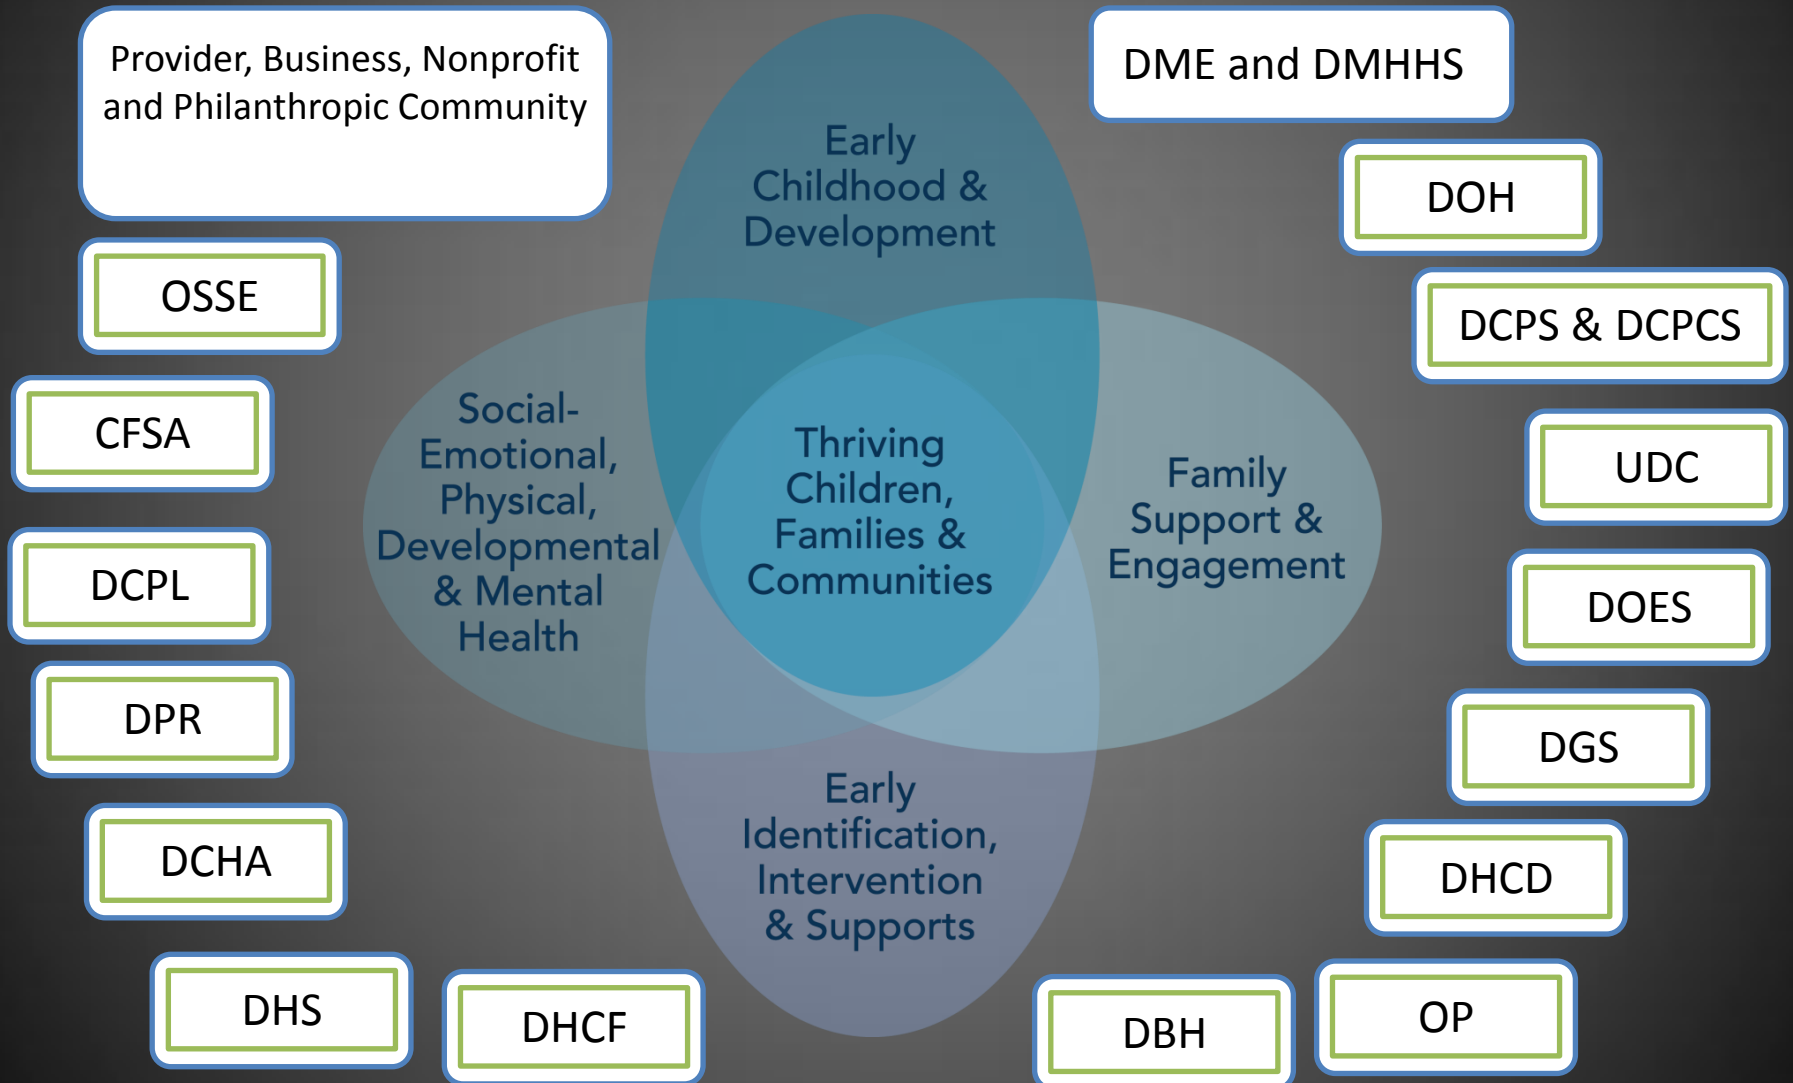 Provider, Business, Nonprofit
and Philanthropic Community
DME and DMHHS
OSSE
CFSA
DCPL
DPR
DCHA
DHS
DHCF
Early
Childhood &
Development
Social-
Emotional,
Physical,
Developmental
& Mental
Health
Thriving
Children,
Families &
Communities
Family
Support &
Engagement
Early
Identification,
Intervention
& Supports
DOH
DCPS & DCPCS
UDC
DOES
DGS
DHCD
OP
DBH